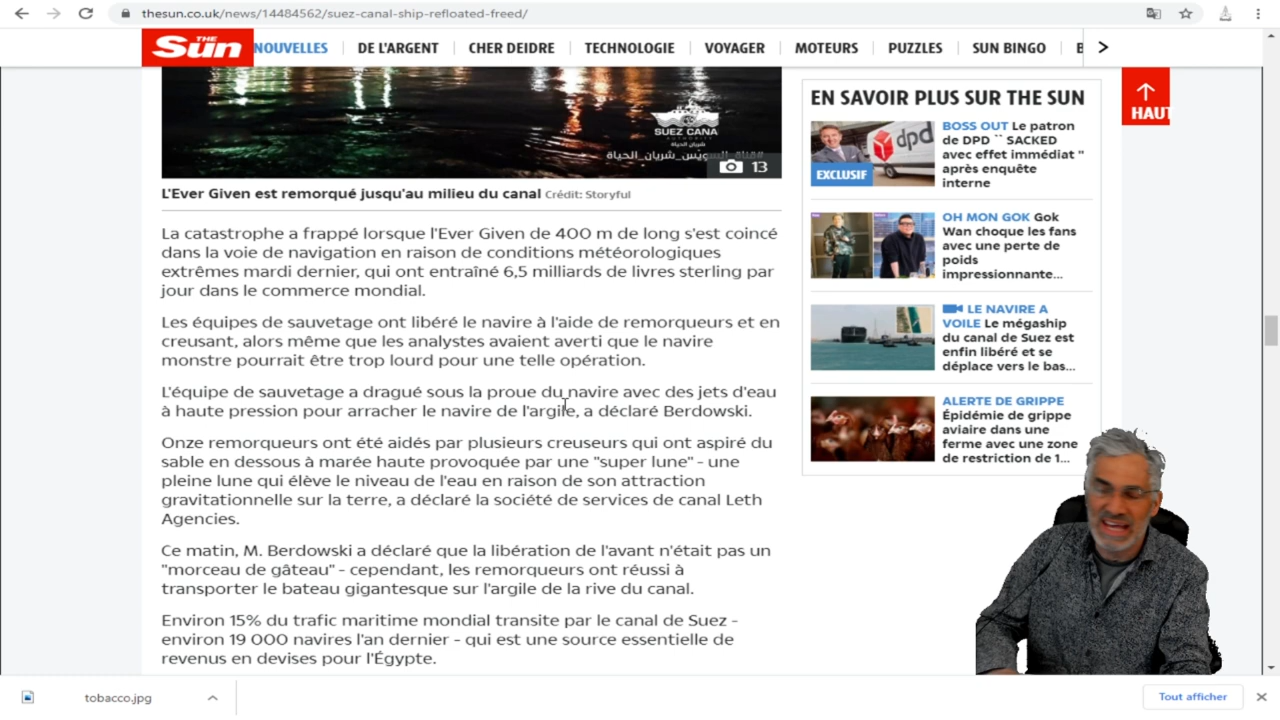 thesun.co.uk/news/14484562/suez-canal-ship-refloated-freed/
THE
Sun
NOUVELLES
DE L'ARGENT
CHER DEIDRE
TECHNOLOGIE
VOYAGER
MOTEURS
PUZZLES
SUN BINGO
SUEZ CANA
شريان الحياة
#قناة_السويس_شريان_الحياة
13
L'Ever Given est remorqué jusqu'au milieu du canal Crédit: Storyful
La catastrophe a frappé lorsque l'Ever Given de 400 m de long s'est coincé
dans la voie de navigation en raison de conditions météorologiques
extrêmes mardi dernier, qui ont entraîné 6,5 milliards de livres sterling par
jour dans le commerce mondial.
Les équipes de sauvetage ont libéré le navire à l'aide de remorqueurs et en
creusant, alors même que les analystes avaient averti que le navire
monstre pourrait être trop lourd pour une telle opération.
L'équipe de sauvetage a dragué sous la proue du navire avec des jets d'eau
à haute pression pour arracher le navire de l'argile, a déclaré Berdowski.
Onze remorqueurs ont été aidés par plusieurs creuseurs qui ont aspiré du
sable en dessous à marée haute provoquée par une "super lune" - une
pleine lune qui élève le niveau de l'eau en raison de son attraction
gravitationnelle sur la terre, a déclaré la société de services de canal Leth
Agencies.
Ce matin, M. Berdowski a déclaré que la libération de l'avant n'était pas un
"morceau de gâteau" - cependant, les remorqueurs ont réussi à
transporter le bateau gigantesque sur l'argile de la rive du canal.
Environ 15% du trafic maritime mondial transite par le canal de Suez -
environ 19 000 navires l'an dernier - qui est une source essentielle de
revenus en devises pour l'Égypte.
EN SAVOIR PLUS SUR THE SUN
dpd
EXCLUSIF
BOSS OUT Le patron
de DPD `` SACKED
avec effet immédiat "
après enquête
interne
OH MON GOK Gok
Wan choque les fans
avec une perte de
poids
impressionnante...
LE NAVIRE A
VOILE Le mégaship
du canal de Suez est
enfin libéré et se
déplace vers le bas...
ALERTE DE GRIPPE
Épidémie de grippe
aviaire dans une
ferme avec une zone
de restriction de 1...
HAUT
tobacco.jpg
Tout afficher